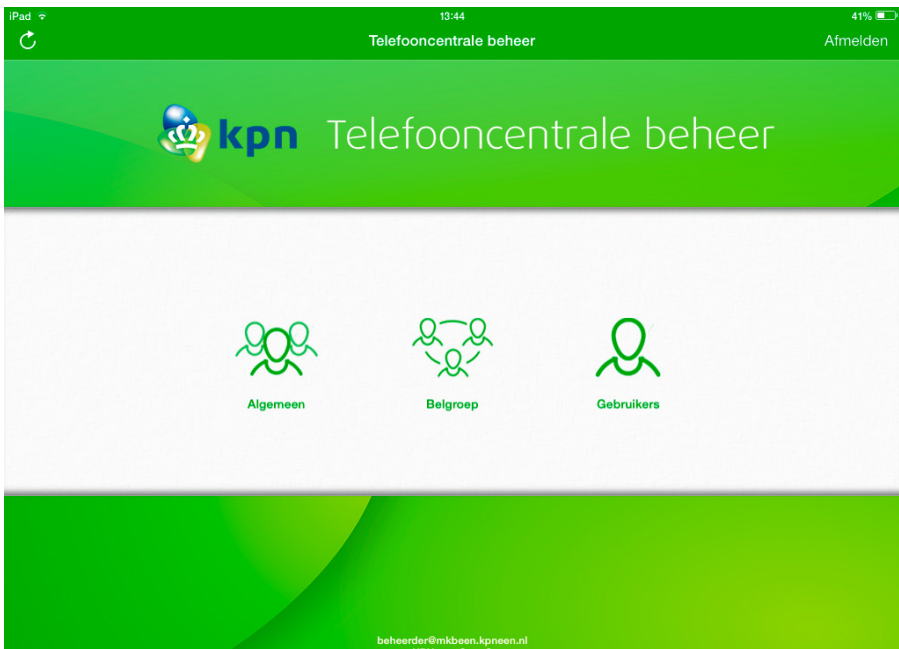 iPad 13:44 41%
Telefooncentrale beheer Afmelden
kpn Telefooncentrale beheer
Algemeen Belgroep Gebruikers
beheerder@mkbeen.kpneen.nl